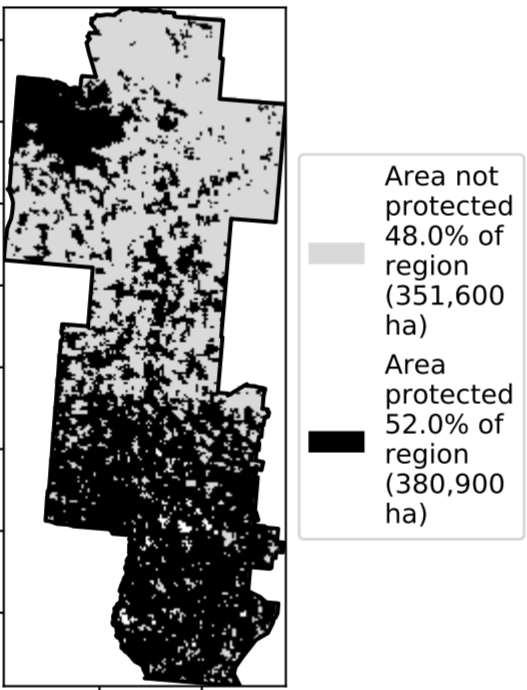 Area not
protected
48.0% of
region
(351,600
ha)
Area
protected
52.0% of
region
(380,900
ha)